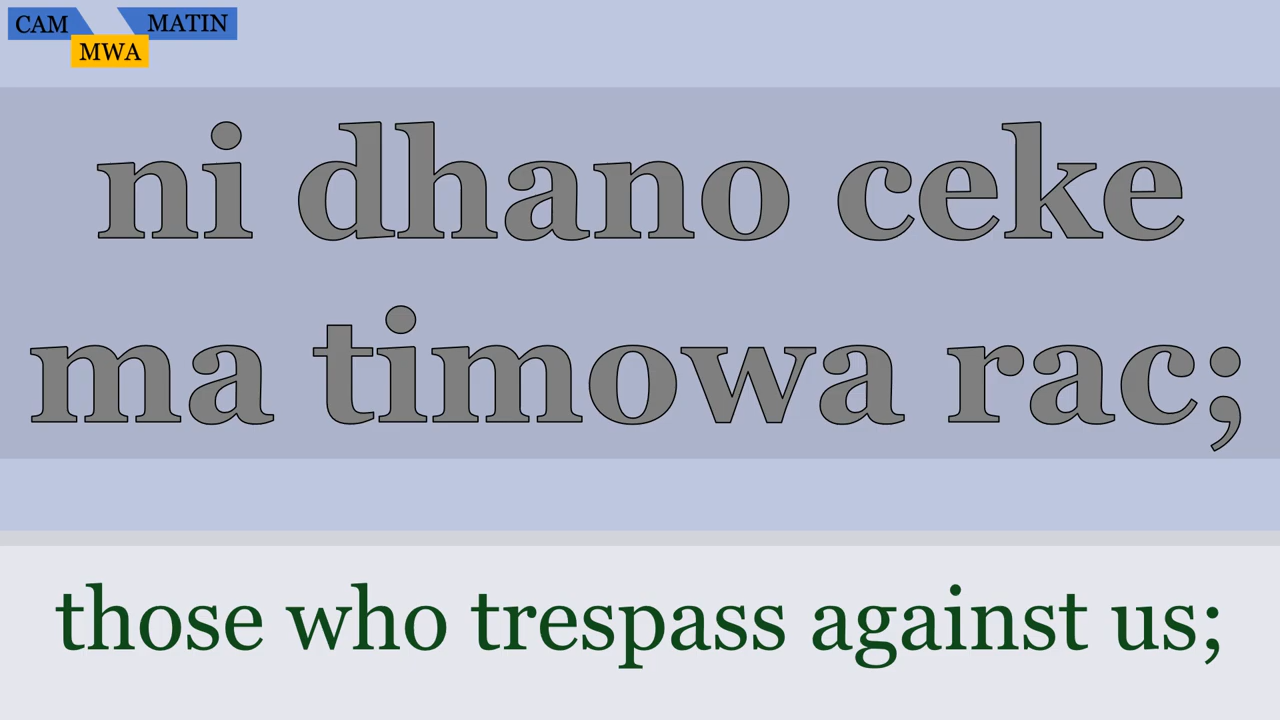 CAM MATIN
MWA
ni dhano ceke
ma timowa rac;
those who trespass against us;